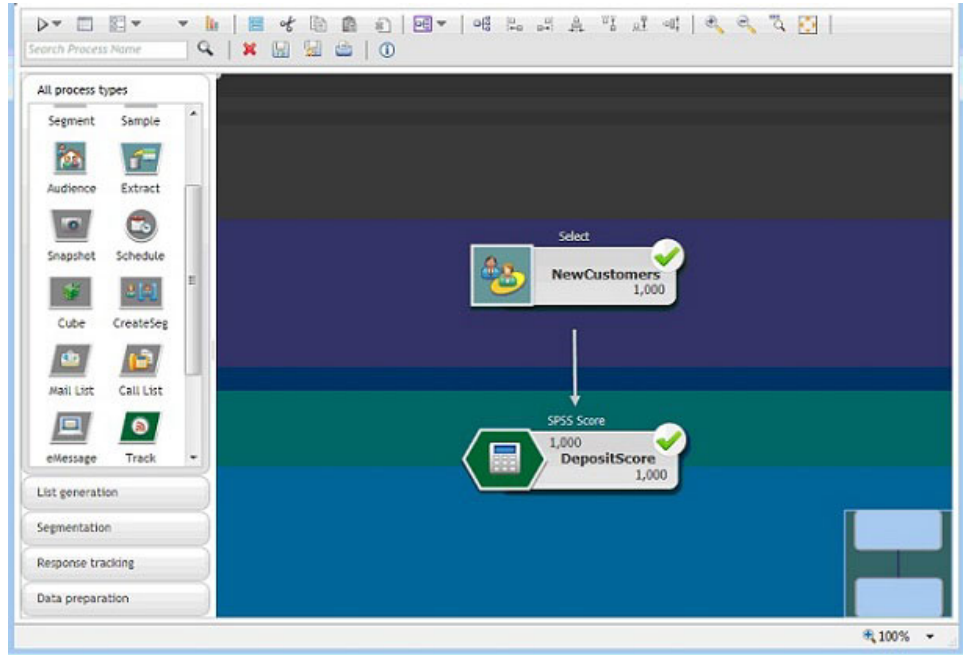 Search Process Name
All process types
Segment Sample
Audience Extract
Snapshot Schedule
Cube CreateSeg
Mail List Call List
eMessage Track
List generation
Segmentation
Response tracking
Data preparation
Select
NewCustomers
1,000
SPSS Score
1,000
DepositScore
1,000
100%